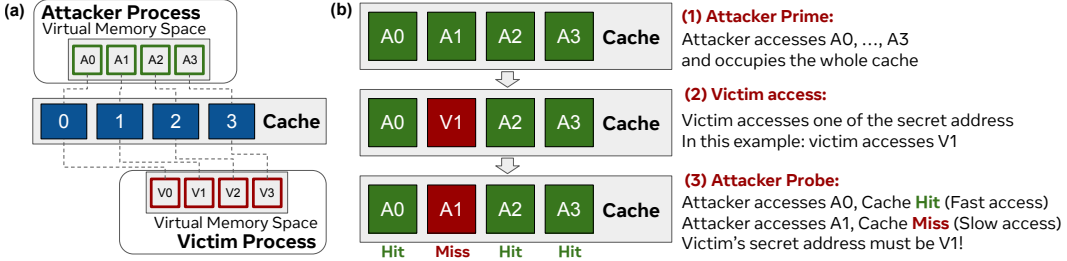 (a)
Attacker Process
Virtual Memory Space
A0 A1 A2 A3
0 1 2 3 Cache
V0 V1 V2 V3
Virtual Memory Space
Victim Process
(b)
A0 A1 A2 A3 Cache
(1) Attacker Prime:
Attacker accesses A0, ..., A3
and occupies the whole cache
A0 V1 A2 A3 Cache
(2) Victim access:
Victim accesses one of the secret address
In this example: victim accesses V1
A0 A1 A2 A3 Cache
Hit Miss Hit Hit
(3) Attacker Probe:
Attacker accesses A0, Cache Hit (Fast access)
Attacker accesses A1, Cache Miss (Slow access)
Victim's secret address must be V1!